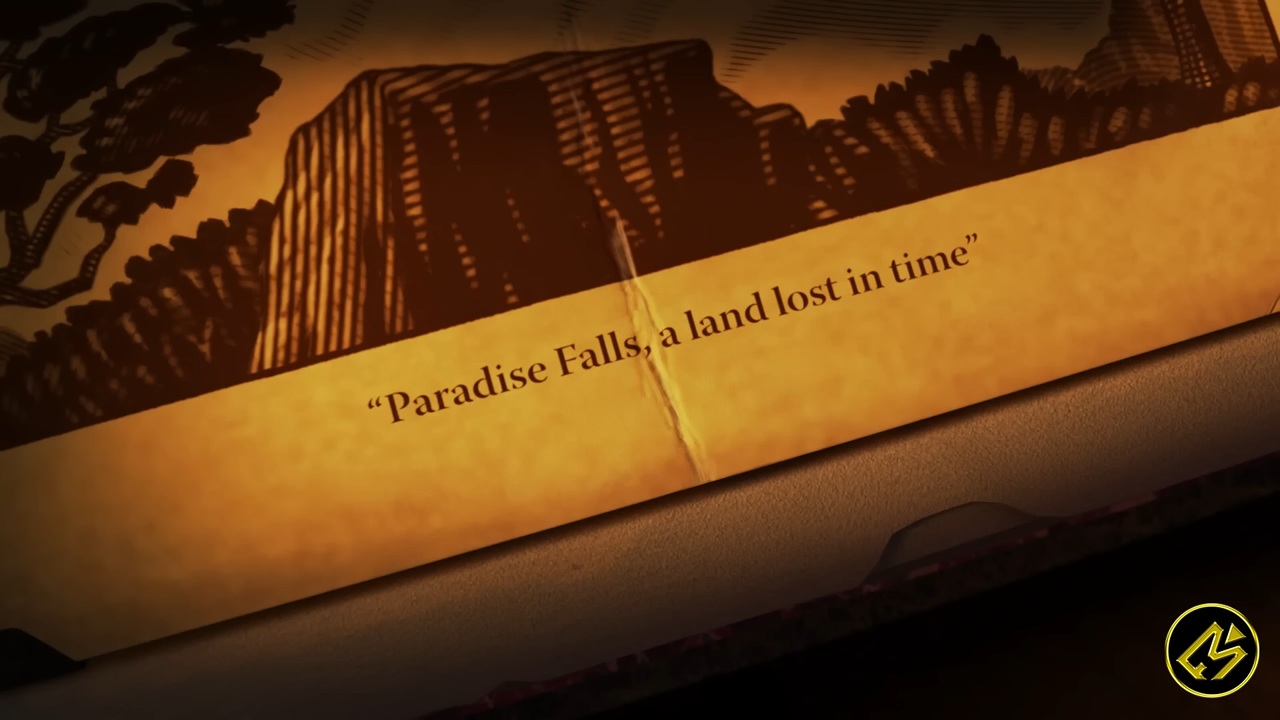 “Paradise Falls, a land lost in time”